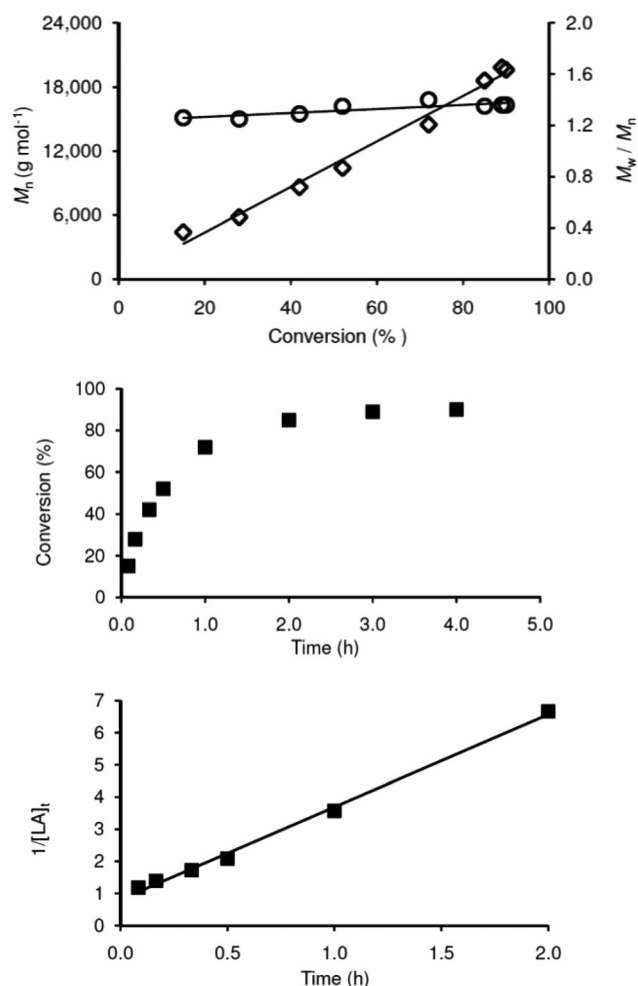 24,000
18,000
12,000
6,000
0
Mn (g mol⁻¹)
2.0
1.6
1.2
0.8
0.4
0.0
Mw / Mn
0 20 40 60 80 100
Conversion (% )
100
80
60
40
20
0
Conversion (%)
0.0 1.0 2.0 3.0 4.0 5.0
Time (h)
7
6
5
4
3
2
1
0
1/[LA]t
0.0 0.5 1.0 1.5 2.0
Time (h)